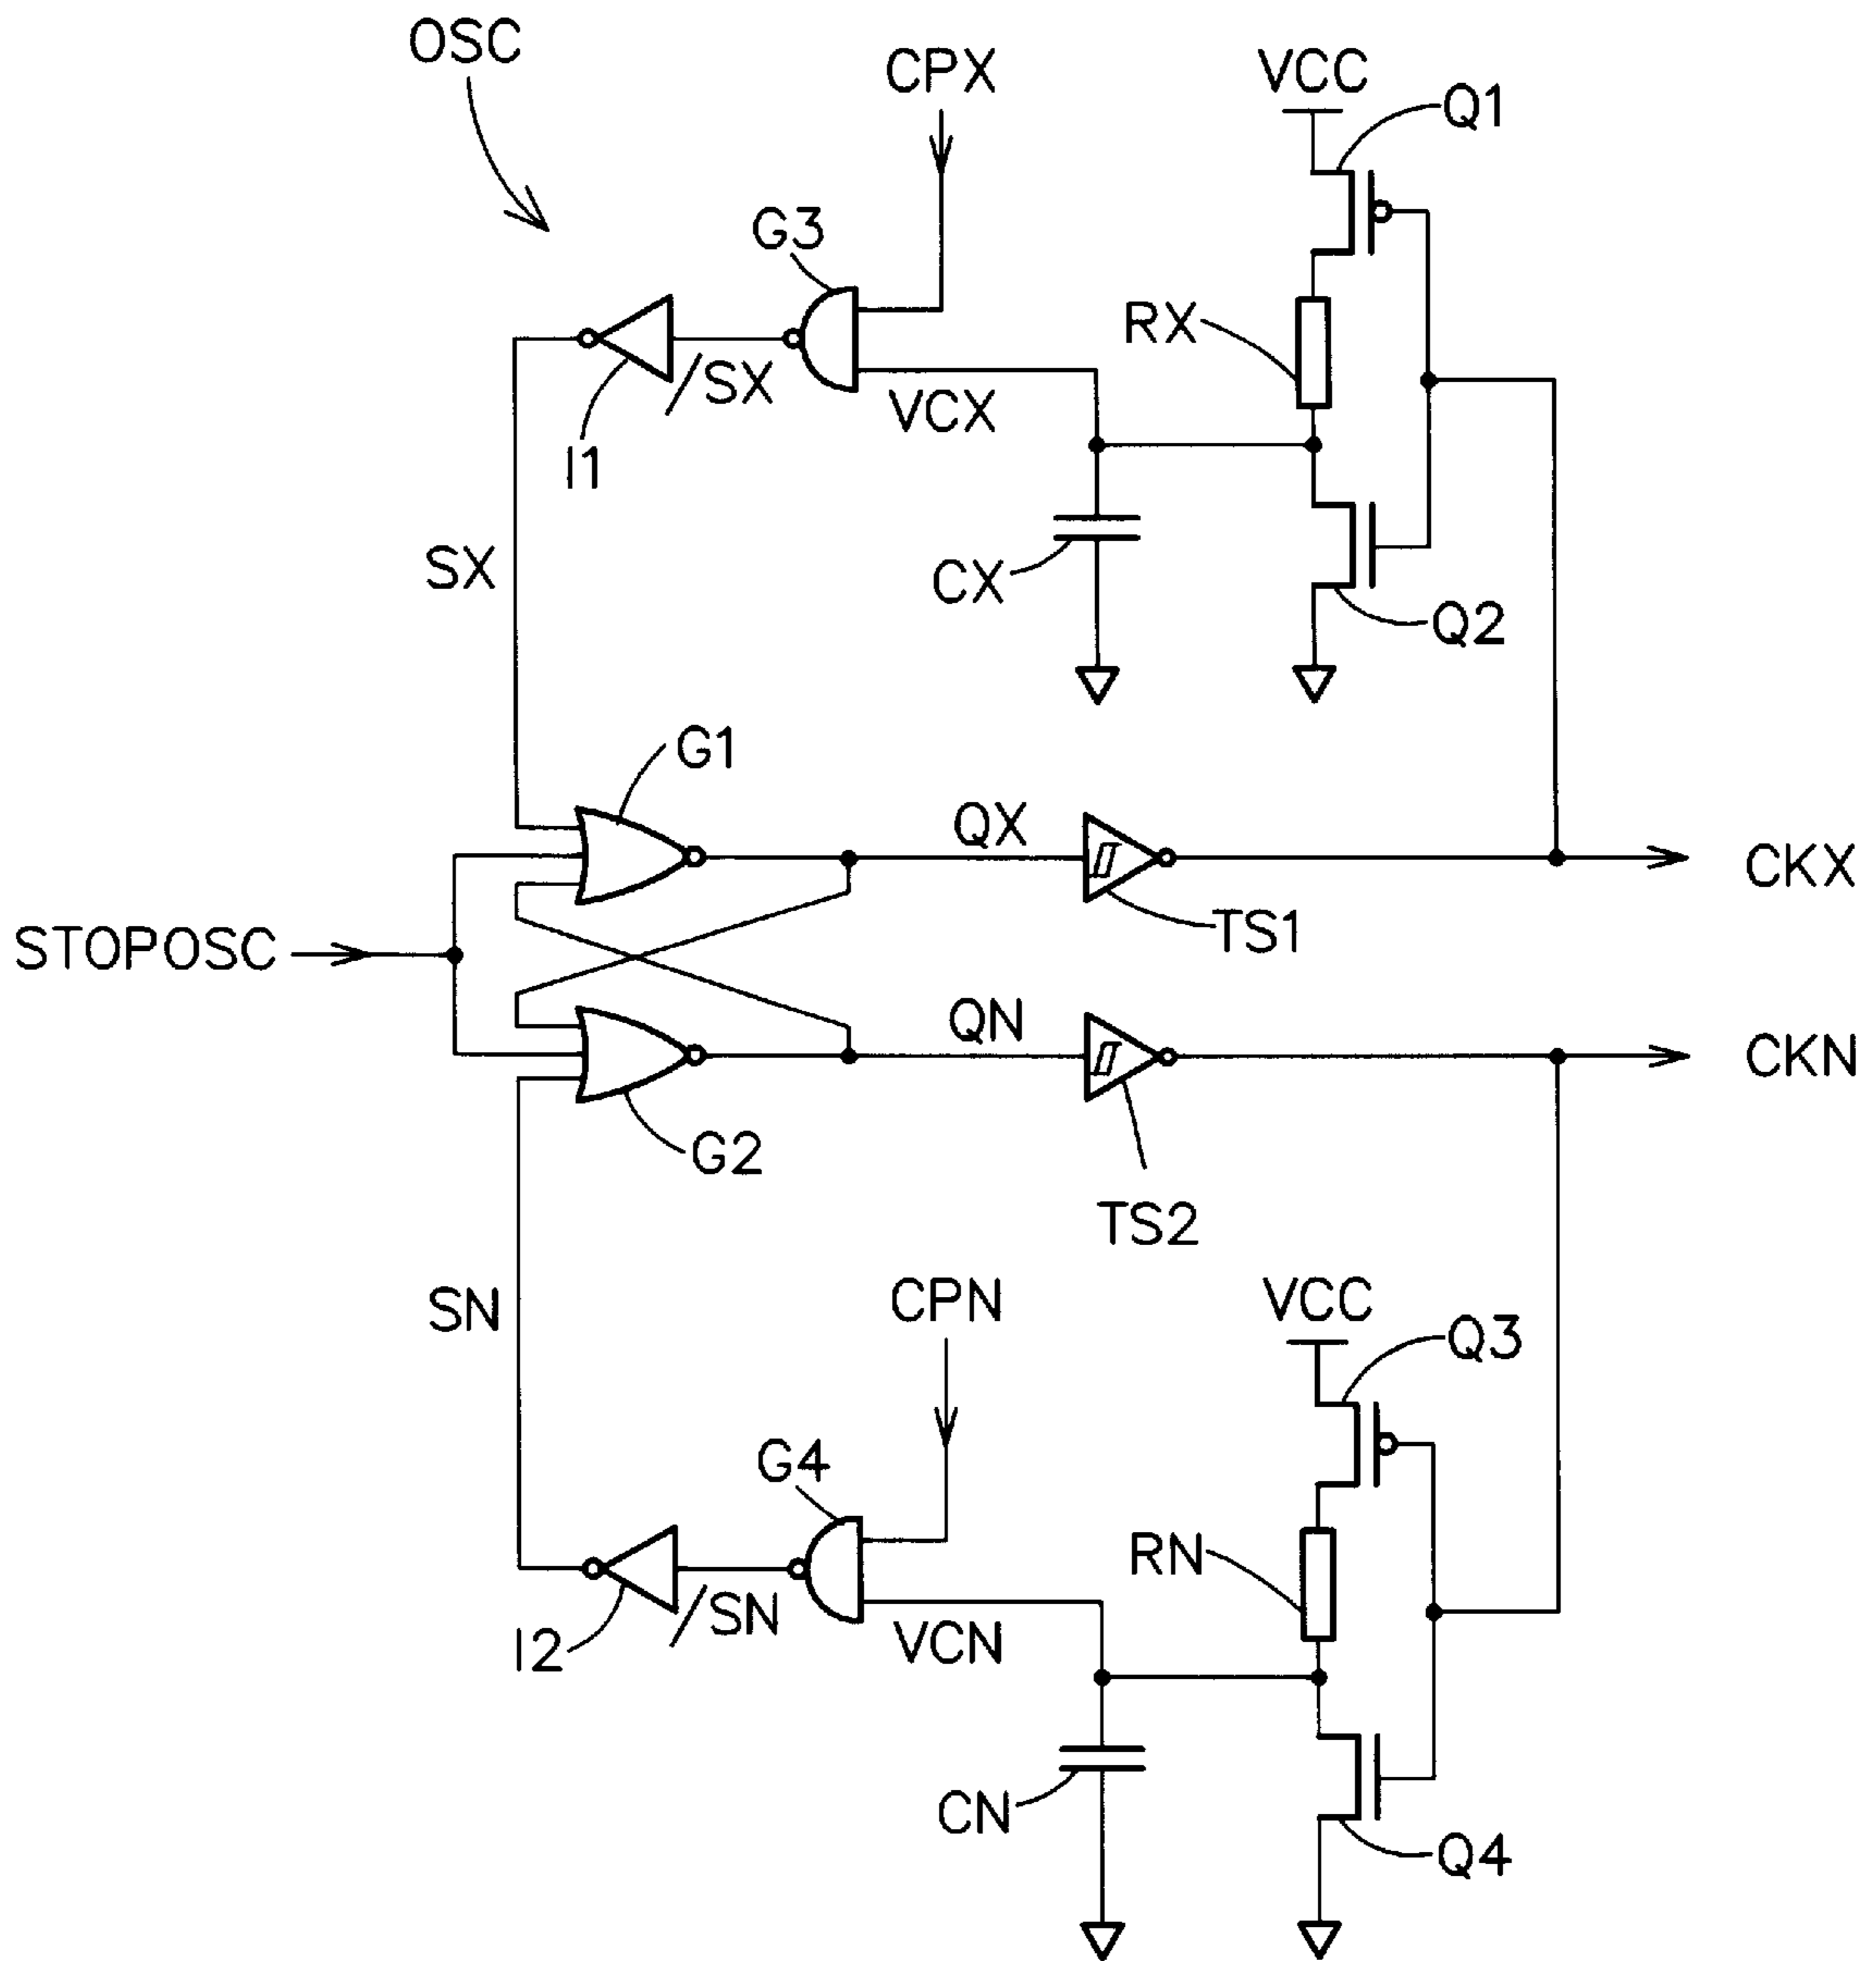 OSC
CPX
VCC
Q1
G3
RX
/SX
VCX
I1
SX
CX
Q2
G1
QX
CKX
TS1
STOPOSC
QN
CKN
G2
TS2
SN
CPN
VCC
Q3
G4
RN
/SN
VCN
I2
CN
Q4